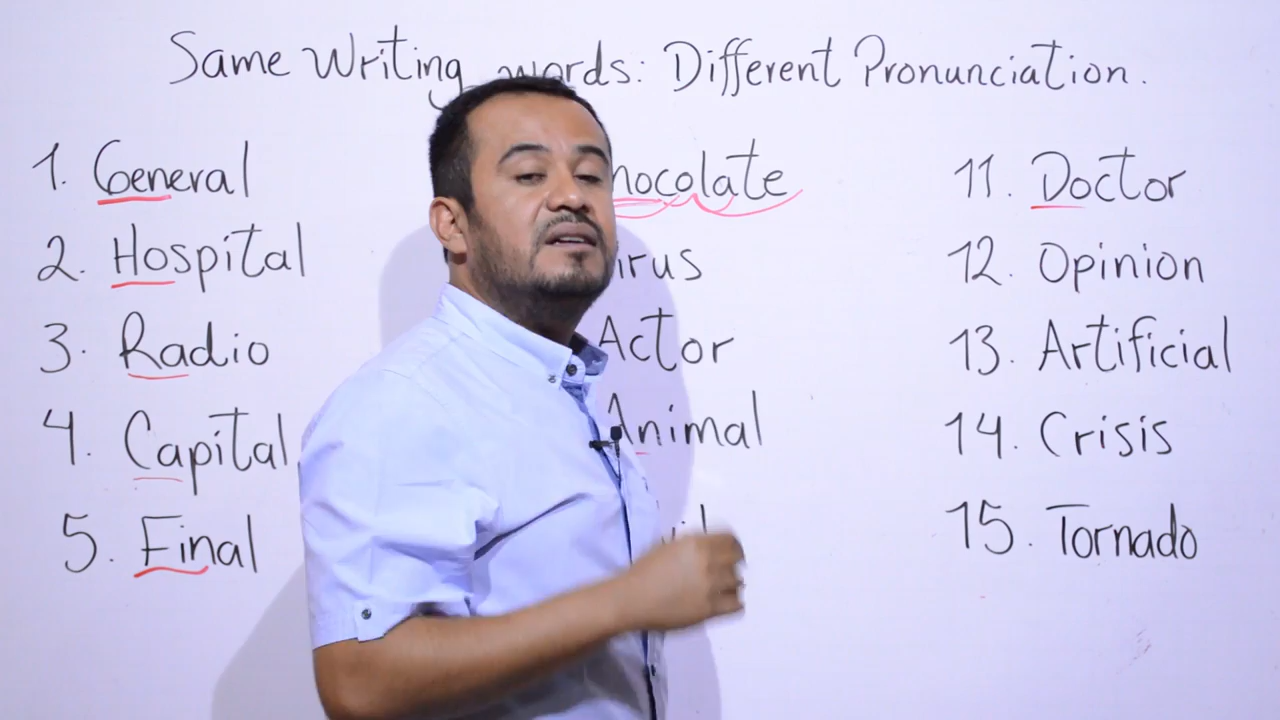 Same Writing words: Different Pronunciation.
1. General
2. Hospital
3. Radio
4. Capital
5. Final
hocolate
irus
Actor
Animal
11. Doctor
12. Opinion
13. Artificial
14. Crisis
15. Tornado